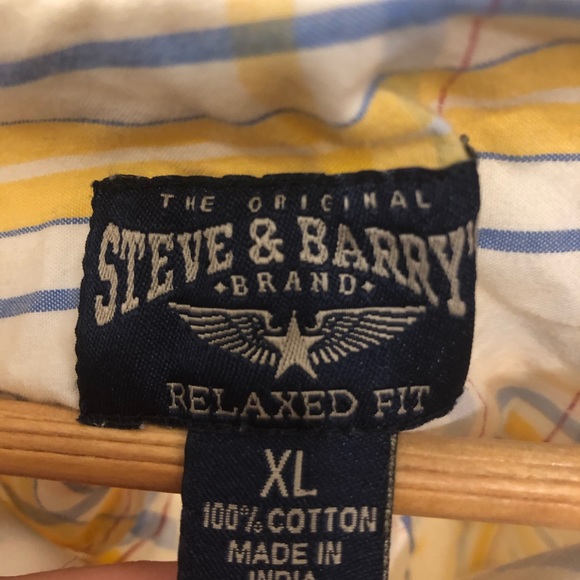 THE ORIGINAL
STEVE & BARRY'S
BRAND
RELAXED FIT
XL
100% COTTON
MADE IN
INDIA